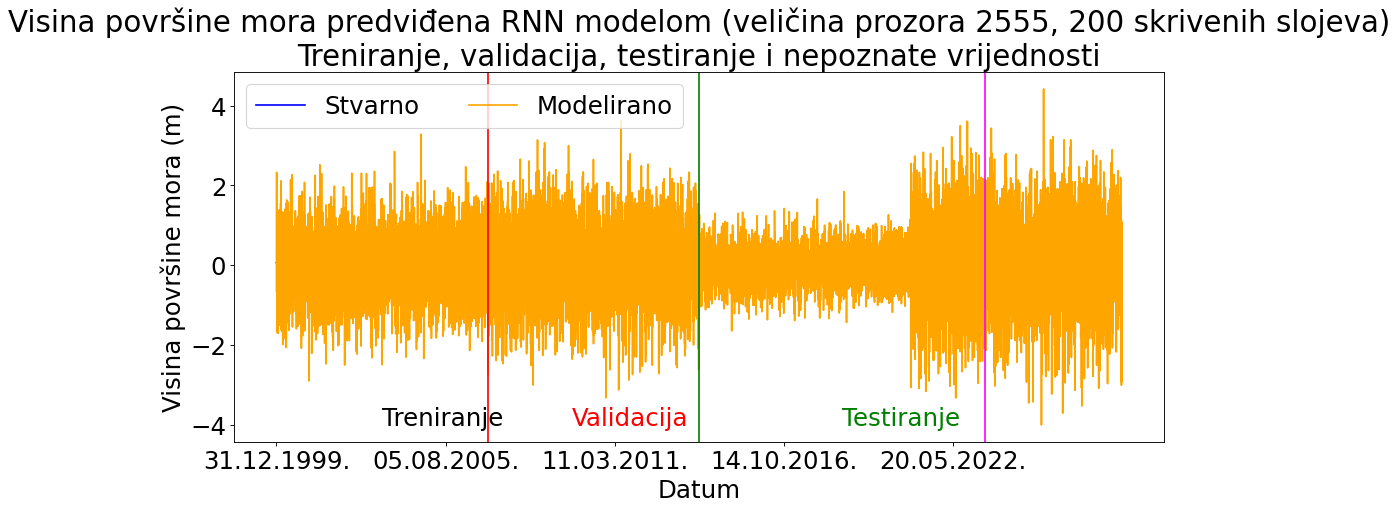 Visina površine mora predviđena RNN modelom (veličina prozora 2555, 200 skrivenih slojeva)
Treniranje, validacija, testiranje i nepoznate vrijednosti
Stvarno Modelirano
Visina površine mora (m)
4
2
0
−2
−4
Treniranje Validacija Testiranje
31.12.1999. 05.08.2005. 11.03.2011. 14.10.2016. 20.05.2022.
Datum